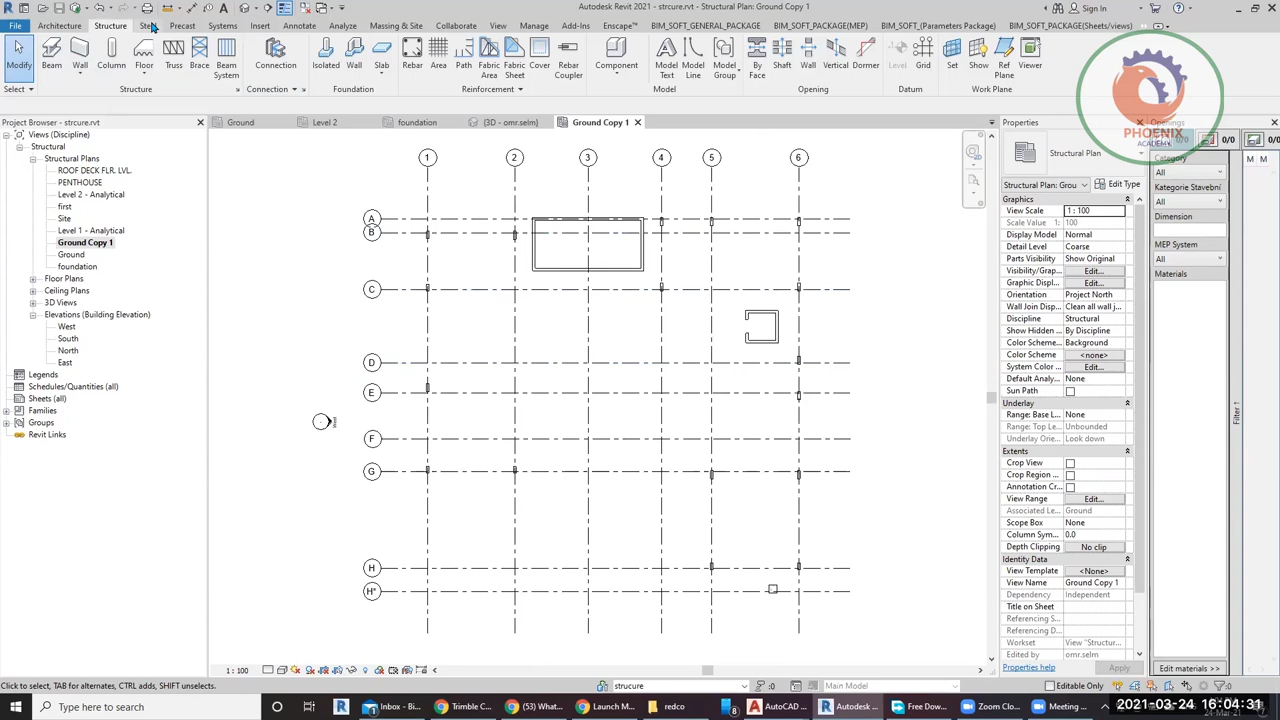 Autodesk Revit 2021 - strcure.rvt - Structural Plan: Ground Copy 1
108
Sign In
File
Structure
Precast
Systems
Insert
Annotate
Analyze
Massing & Site
Collaborate
View
Manage
Add-Ins
Enscape™
BIM_SOFT_GENERAL_PACKAGE
BIM_SOFT_PACKAGE(MEP)
BIM_SOFT_(Parameters Package)
BIM_SOFT_PACKAGE(Sheets/views)
Modify
Beam
Wall
Column
Floor
Truss
Brace
Beam System
Connection
Isolated
Wall
Slab
Rebar
Area
Path
Fabric Area
Fabric Sheet
Cover
Rebar Coupler
Component
Model Text
Model Line
Model Group
By Face
Shaft
Wall
Vertical
Dormer
Level
Grid
Set
Show
Ref Plane
Viewer
Select
Structure
Connection
Foundation
Reinforcement
Model
Opening
Datum
Work Plane
PHOENIX
ACADEMY
Project Browser - strcure.rvt
Views (Discipline)
Structural
Structural Plans
ROOF DECK FLR. LVL.
PENTHOUSE
Level 2 - Analytical
first
Site
Level 1 - Analytical
Ground Copy 1
Ground
foundation
Floor Plans
Ceiling Plans
3D Views
Elevations (Building Elevation)
West
South
North
East
Legends
Schedules/Quantities (all)
Sheets (all)
Families
Groups
Revit Links
Ground
Level 2
foundation
{3D - omr.selm}
Ground Copy 1
1
2
3
4
5
6
A
B
C
D
E
F
G
H
H"
1 : 100
Properties
Structural Plan
Structural Plan: Grou
Edit Type
Graphics
View Scale 1 : 100
Scale Value 1: 100
Display Model Normal
Detail Level Coarse
Parts Visibility Show Original
Visibility/Grap... Edit...
Graphic Displ... Edit...
Orientation Project North
Wall Join Displ... Clean all wall j...
Discipline Structural
Show Hidden ... By Discipline
Color Scheme... Background
Color Scheme <none>
System Color ... Edit...
Default Analy... None
Sun Path
Underlay
Range: Base L... None
Range: Top Le... Unbounded
Underlay Orie... Look down
Extents
Crop View
Crop Region ...
Annotation Cr...
View Range Edit...
Associated Le... Ground
Scope Box None
Column Sym... 0.0
Depth Clipping No clip
Identity Data
View Template <None>
View Name Ground Copy 1
Dependency Independent
Title on Sheet
Referencing S...
Referencing D...
Workset View "Structur...
Edited by omr.selm
Properties help
Apply
Openings
0/0
0/0
Category
All
Kategorie Stavební
All
Dimension
MEP System
All
Materials
Edit materials >>
M
M
Filter 1
Click to select, TAB for alternates, CTRL adds, SHIFT unselects.
strucure
:0
Main Model
Editable Only
:0
Type here to search
Inbox - Bi...
Trimble C...
(3) What...
Launch M...
redco
AutoCAD ...
Autodesk ...
Free Dow...
Zoom Clo...
Meeting ...
2021-03-24 16:04:31